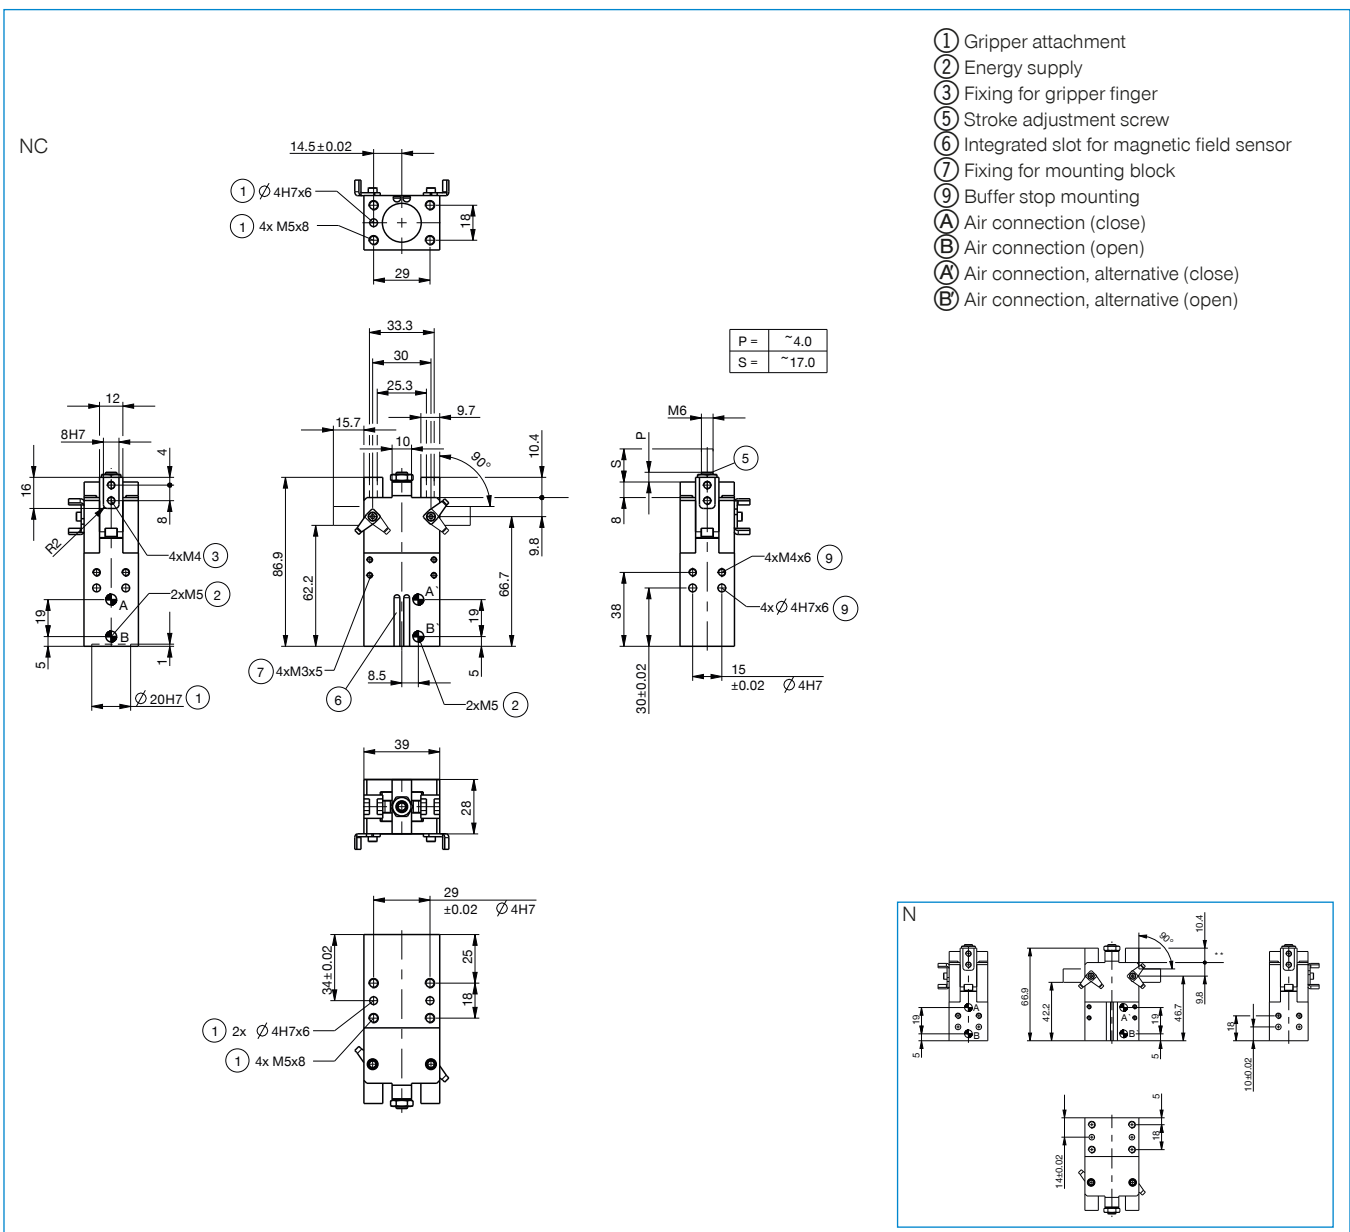 ① Gripper attachment
② Energy supply
③ Fixing for gripper finger
⑤ Stroke adjustment screw
⑥ Integrated slot for magnetic field sensor
⑦ Fixing for mounting block
⑨ Buffer stop mounting
Ⓐ Air connection (close)
Ⓑ Air connection (open)
A' Air connection, alternative (close)
B' Air connection, alternative (open)
NC
14.5±0.02
① Ø 4H7x6
① 4x M5x8
18
29
P = ~4.0
S = ~17.0
12
8H7
4
16
8
R2
4xM4 ③
2xM5 ②
A
B
19
5
1
Ø 20H7 ①
33.3
30
25.3
15.7
9.7
10
90°
10.4
9.8
86.9
62.2
66.7
A`
B`
19
5
⑦ 4xM3x5
⑥
8.5
2xM5 ②
M6
P
S
⑤
8
4xM4x6 ⑨
4xØ 4H7x6 ⑨
38
30±0.02
15
±0.02 Ø 4H7
39
28
29
±0.02 Ø 4H7
34±0.02
25
18
① 2x Ø 4H7x6
① 4x M5x8
N
A
B
19
5
90°
10.4
**
9.8
66.9
42.2
46.7
A`
B`
19
5
18
10±0.02
5
18
14±0.02